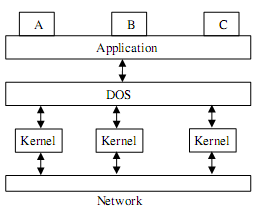 A B C
Application
DOS
Kernel Kernel Kernel
Network